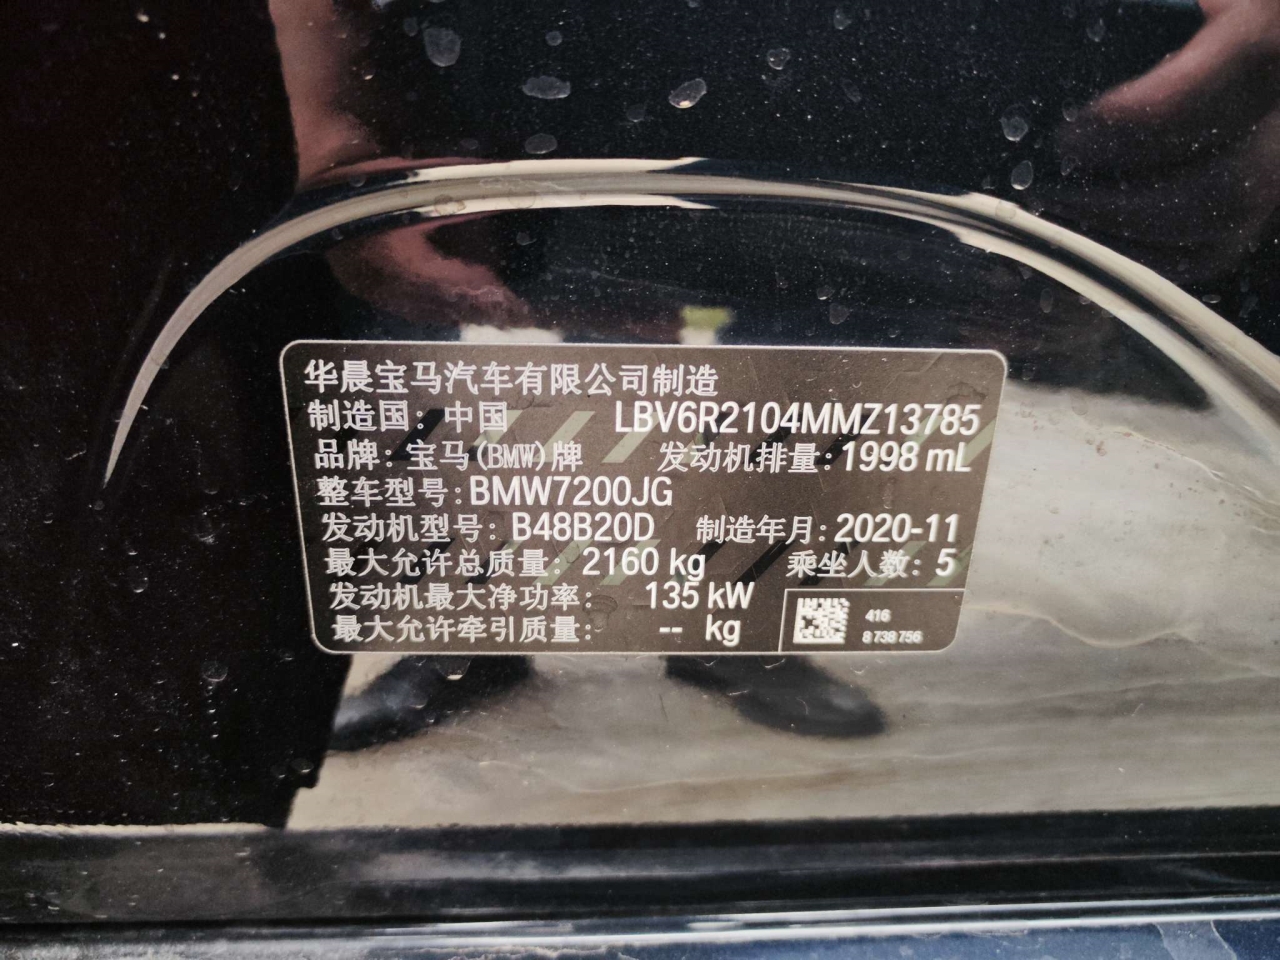 华晨宝马汽车有限公司制造
制造国：中国 LBV6R2104MMZ13785
品牌：宝马(BMW)牌 发动机排量：1998 mL
整车型号：BMW7200JG
发动机型号：B48B20D 制造年月：2020-11
最大允许总质量：2160 kg 乘坐人数：5
发动机最大净功率：135 kW
最大允许牵引质量：-- kg
416
8738756